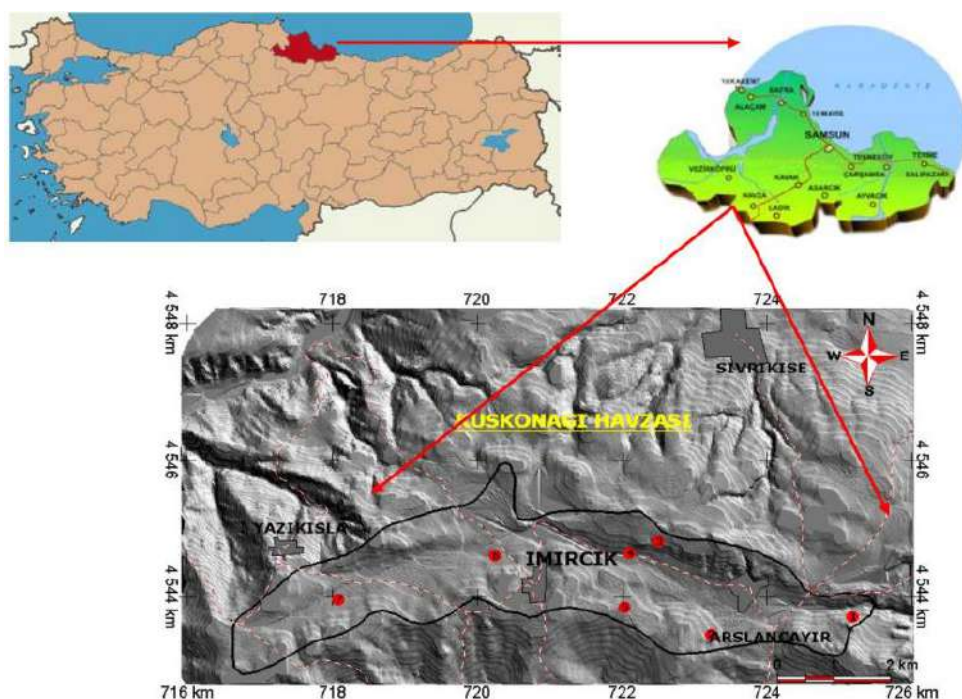 KARADENIZ
YAKAKENT
BAFRA
ALAÇAM
19 MAYIS
SAMSUN
TEKKEKÖY
TERME
ÇARŞAMBA
SALIPAZARI
VEZİRKÖPRÜ
KAVAK
ASARCIK
AYVACIK
HAVZA
LADİK
718
720
722
724
4 548 km
4 548 km
N
W
E
S
SIVRIKISE
KUSKONAGI HAVZASI
4 546
4 546
YAZIKISLA
IMIRCIK
4 544
4 544
ARSLANCAYIR
0
2 km
716 km
718
720
722
724
726 km